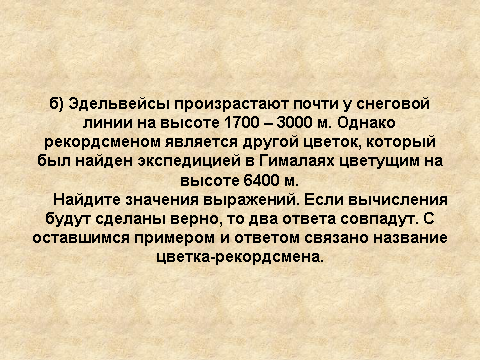 б) Эдельвейсы произрастают почти у снеговой
линии на высоте 1700 – 3000 м. Однако
рекордсменом является другой цветок, который
был найден экспедицией в Гималаях цветущим на
высоте 6400 м.
Найдите значения выражений. Если вычисления
будут сделаны верно, то два ответа совпадут. С
оставшимся примером и ответом связано название
цветка-рекордсмена.